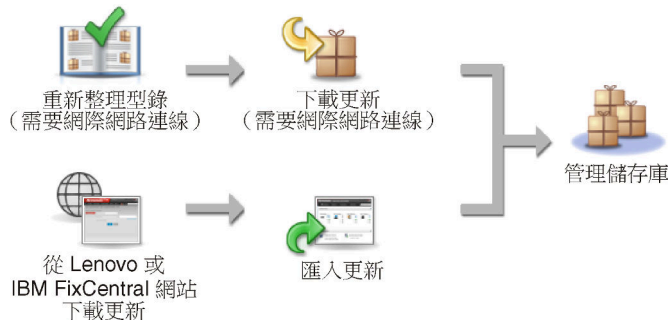 重新整理型錄
（需要網際網路連線）
下載更新
（需要網際網路連線）
管理儲存庫
從 Lenovo 或
IBM FixCentral 網站
下載更新
匯入更新